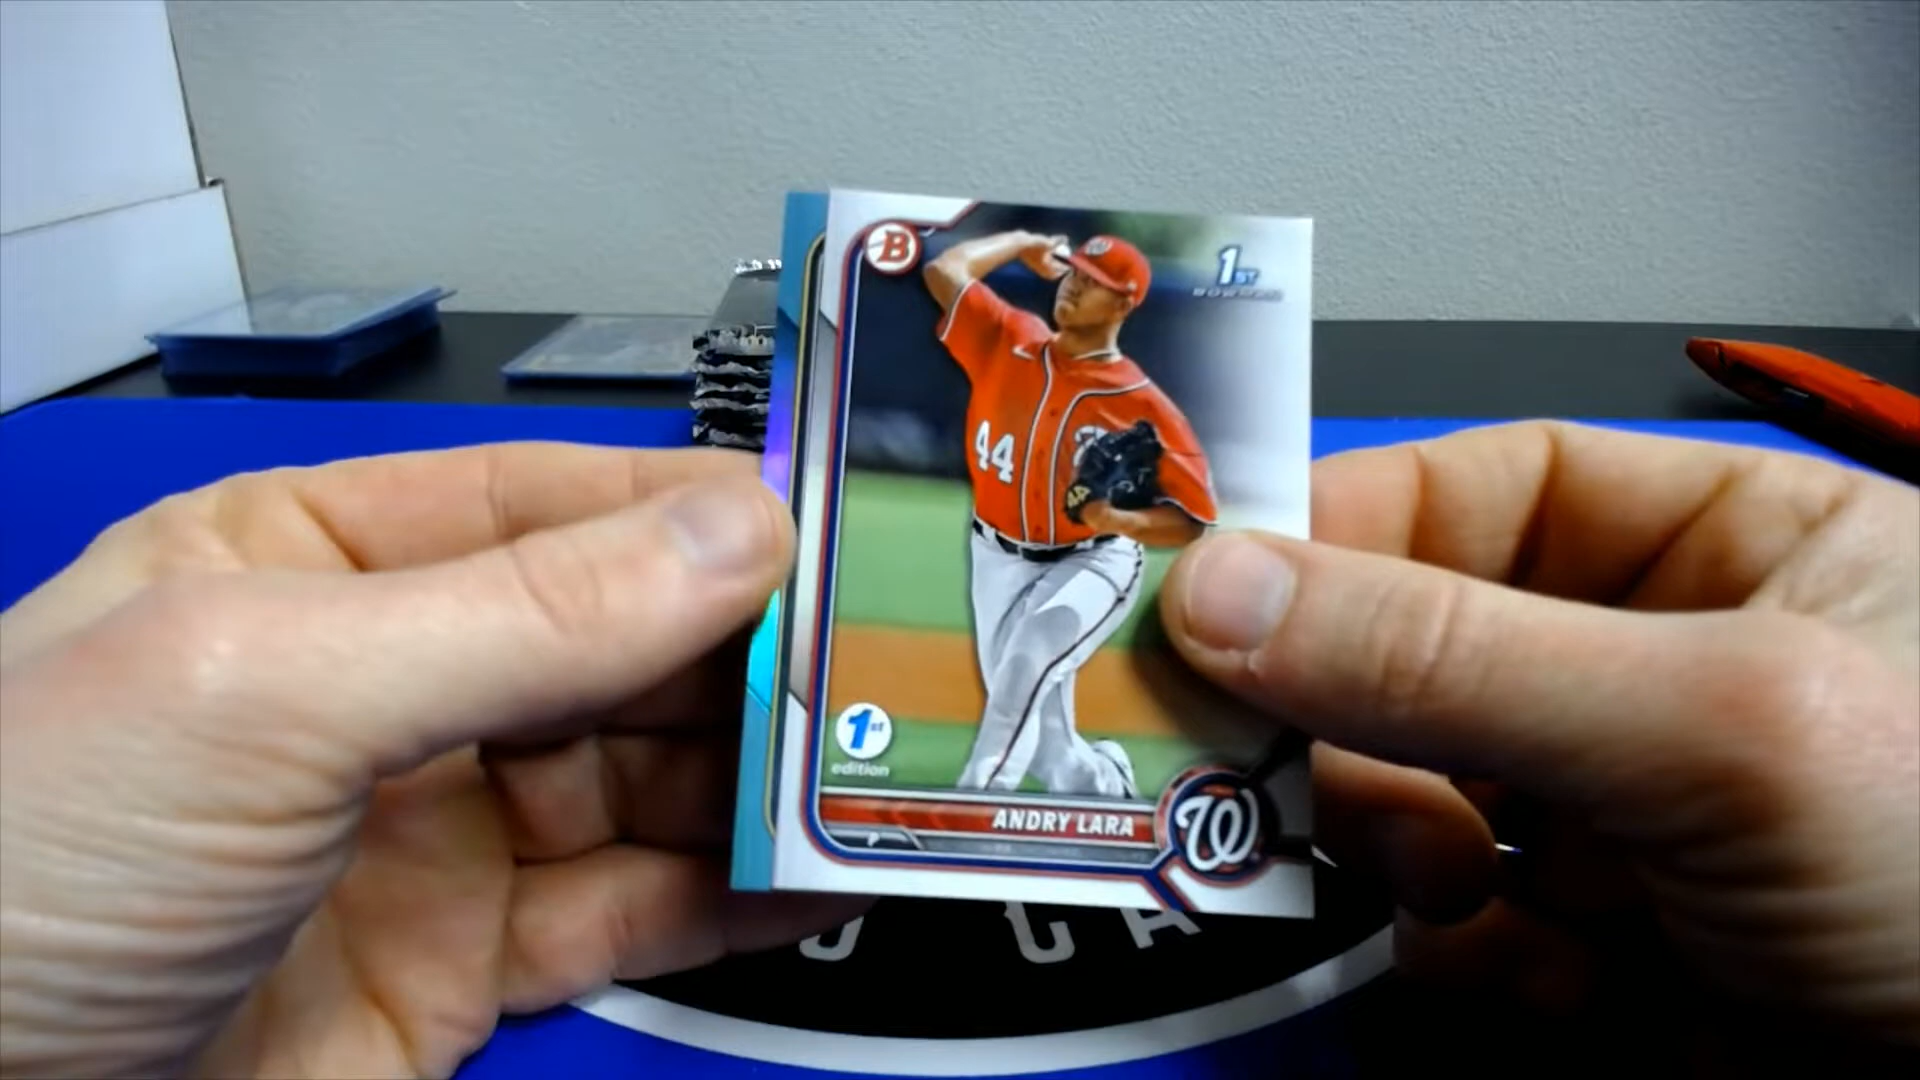 B
1ST
BOWMAN
44
1st
edition
ANDRY LARA
P
W